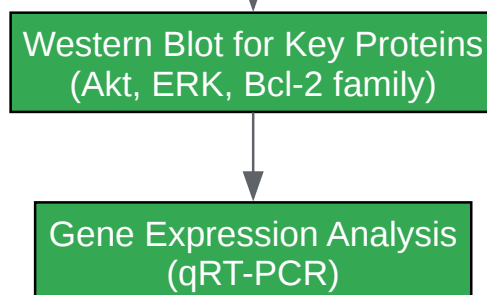 Western Blot for Key Proteins
(Akt, ERK, Bcl-2 family)
Gene Expression Analysis
(qRT-PCR)